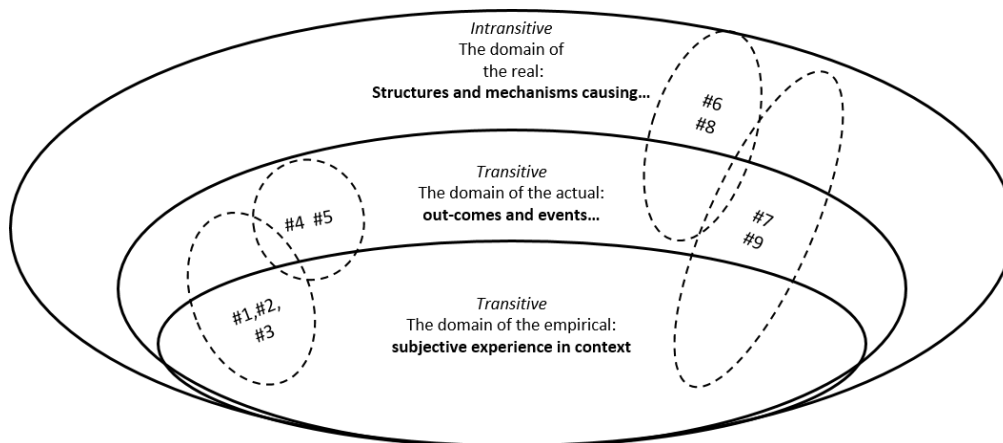 Intransitive
The domain of
the real:
Structures and mechanisms causing…
#6
#8
Transitive
The domain of the actual:
out-comes and events…
#4 #5
#7
#9
Transitive
The domain of the empirical:
subjective experience in context
#1,#2,
#3